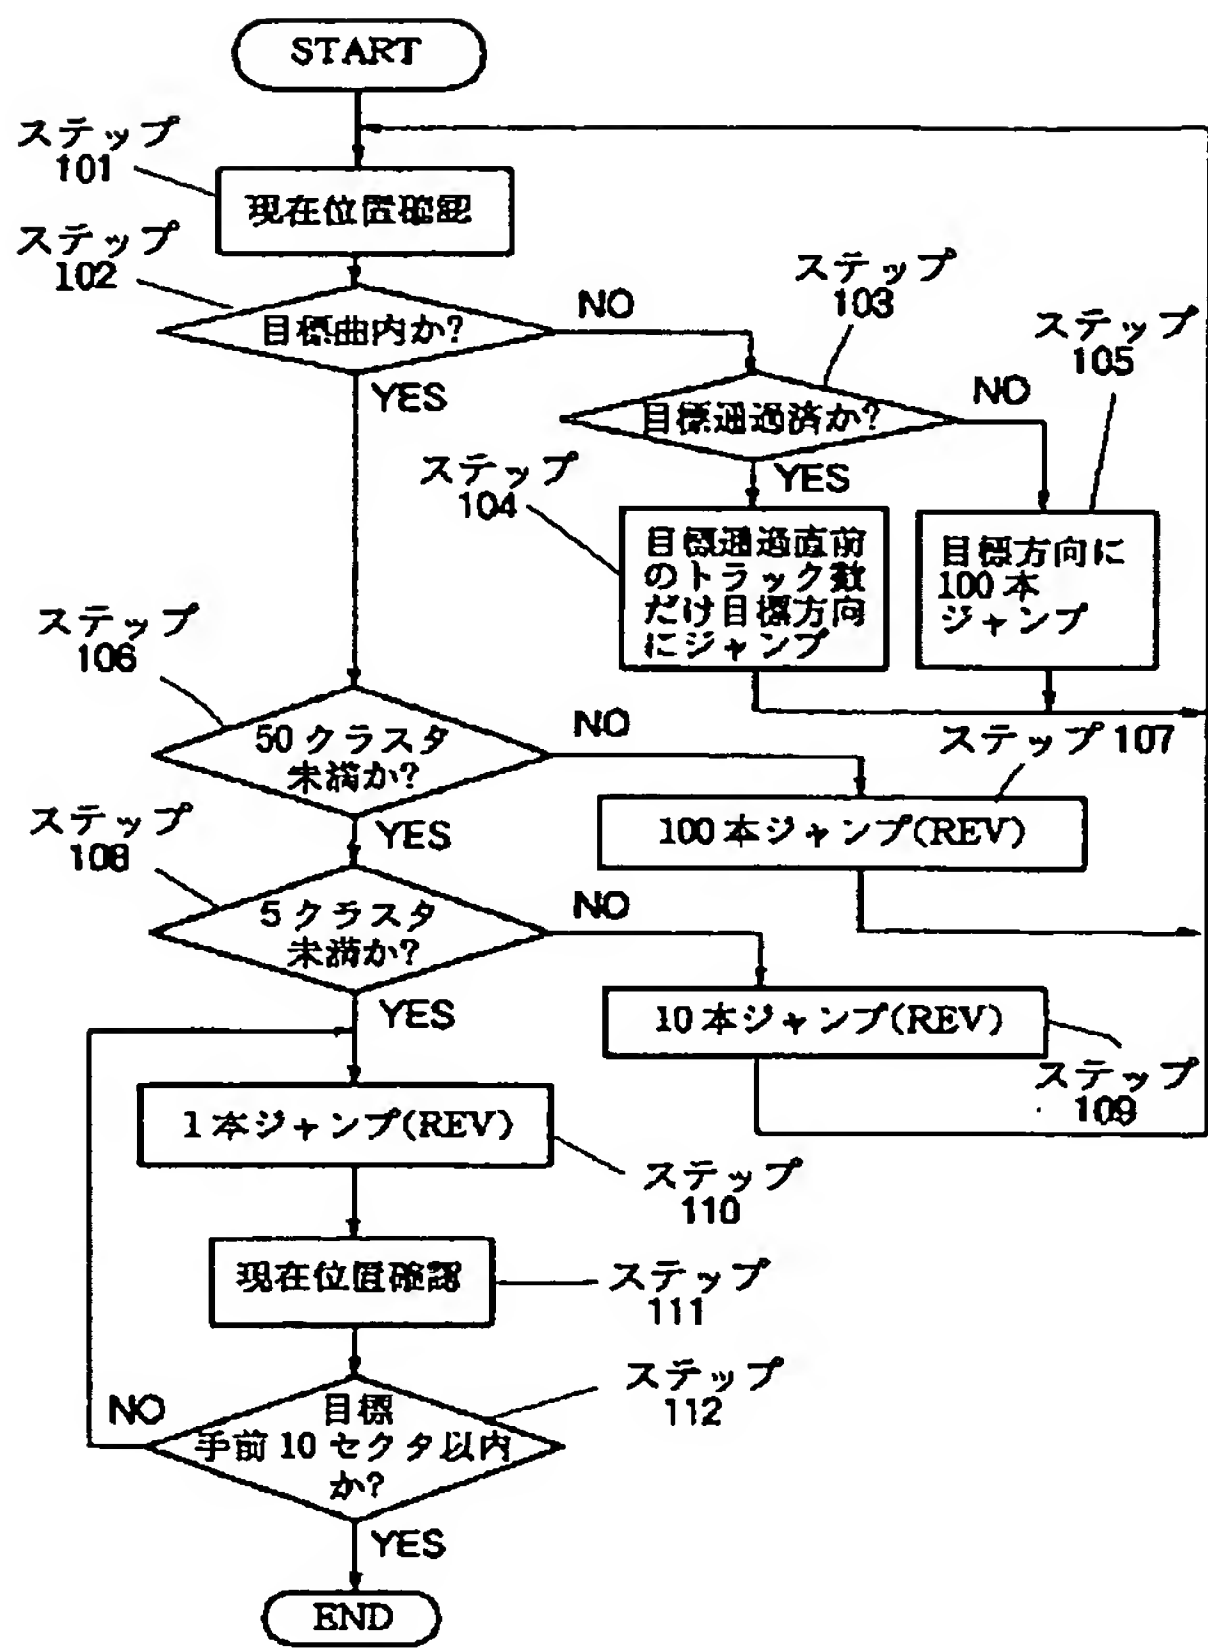 START
ステップ
101
現在位置確認
ステップ
102
目標曲内か?
NO
YES
ステップ
103
目標通過済か?
NO
YES
ステップ
104
目標通過直前
のトラック数
だけ目標方向
にジャンプ
ステップ
105
目標方向に
100本
ジャンプ
ステップ
106
50クラスタ
未満か?
NO
YES
ステップ107
100本ジャンプ(REV)
ステップ
108
5クラスタ
未満か?
NO
YES
10本ジャンプ(REV)
ステップ
109
1本ジャンプ(REV)
ステップ
110
現在位置確認
ステップ
111
ステップ
112
目標
手前10セクタ以内
か?
NO
YES
END